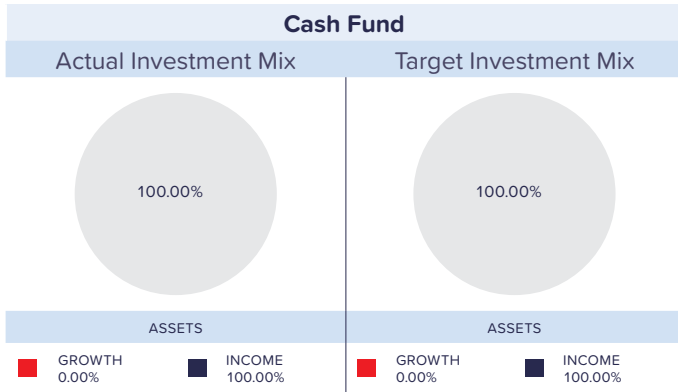 Cash Fund
Actual Investment Mix
Target Investment Mix
100.00%
100.00%
ASSETS
ASSETS
GROWTH
0.00%
INCOME
100.00%
GROWTH
0.00%
INCOME
100.00%